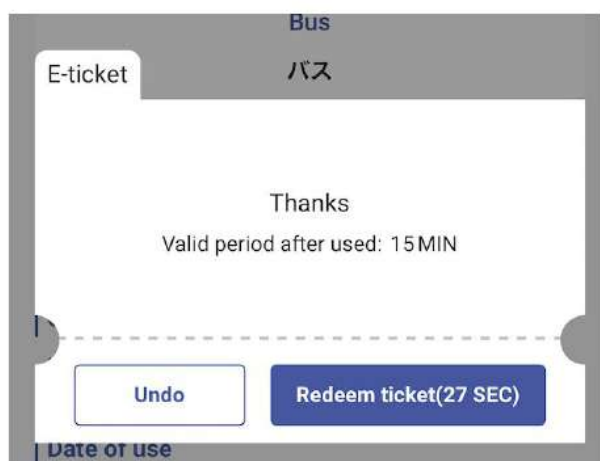 Bus
バス
E-ticket
Thanks
Valid period after used: 15MIN
Undo
Redeem ticket(27 SEC)
Date of use